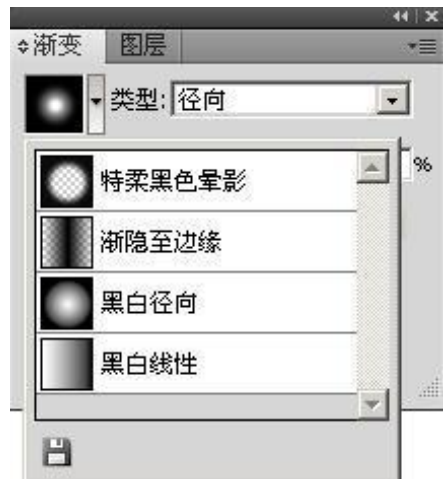 渐变 图层
类型: 径向
%
特柔黑色晕影
渐隐至边缘
黑白径向
黑白线性